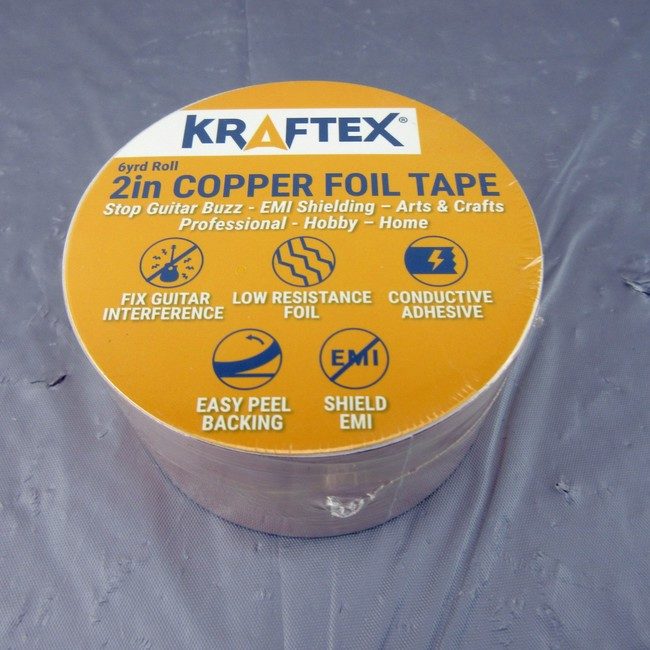 KRAFTEX®
6yrd Roll
2in COPPER FOIL TAPE
Stop Guitar Buzz - EMI Shielding – Arts & Crafts
Professional - Hobby – Home
FIX GUITAR
INTERFERENCE
LOW RESISTANCE
FOIL
CONDUCTIVE
ADHESIVE
EMI
EASY PEEL
BACKING
SHIELD
EMI